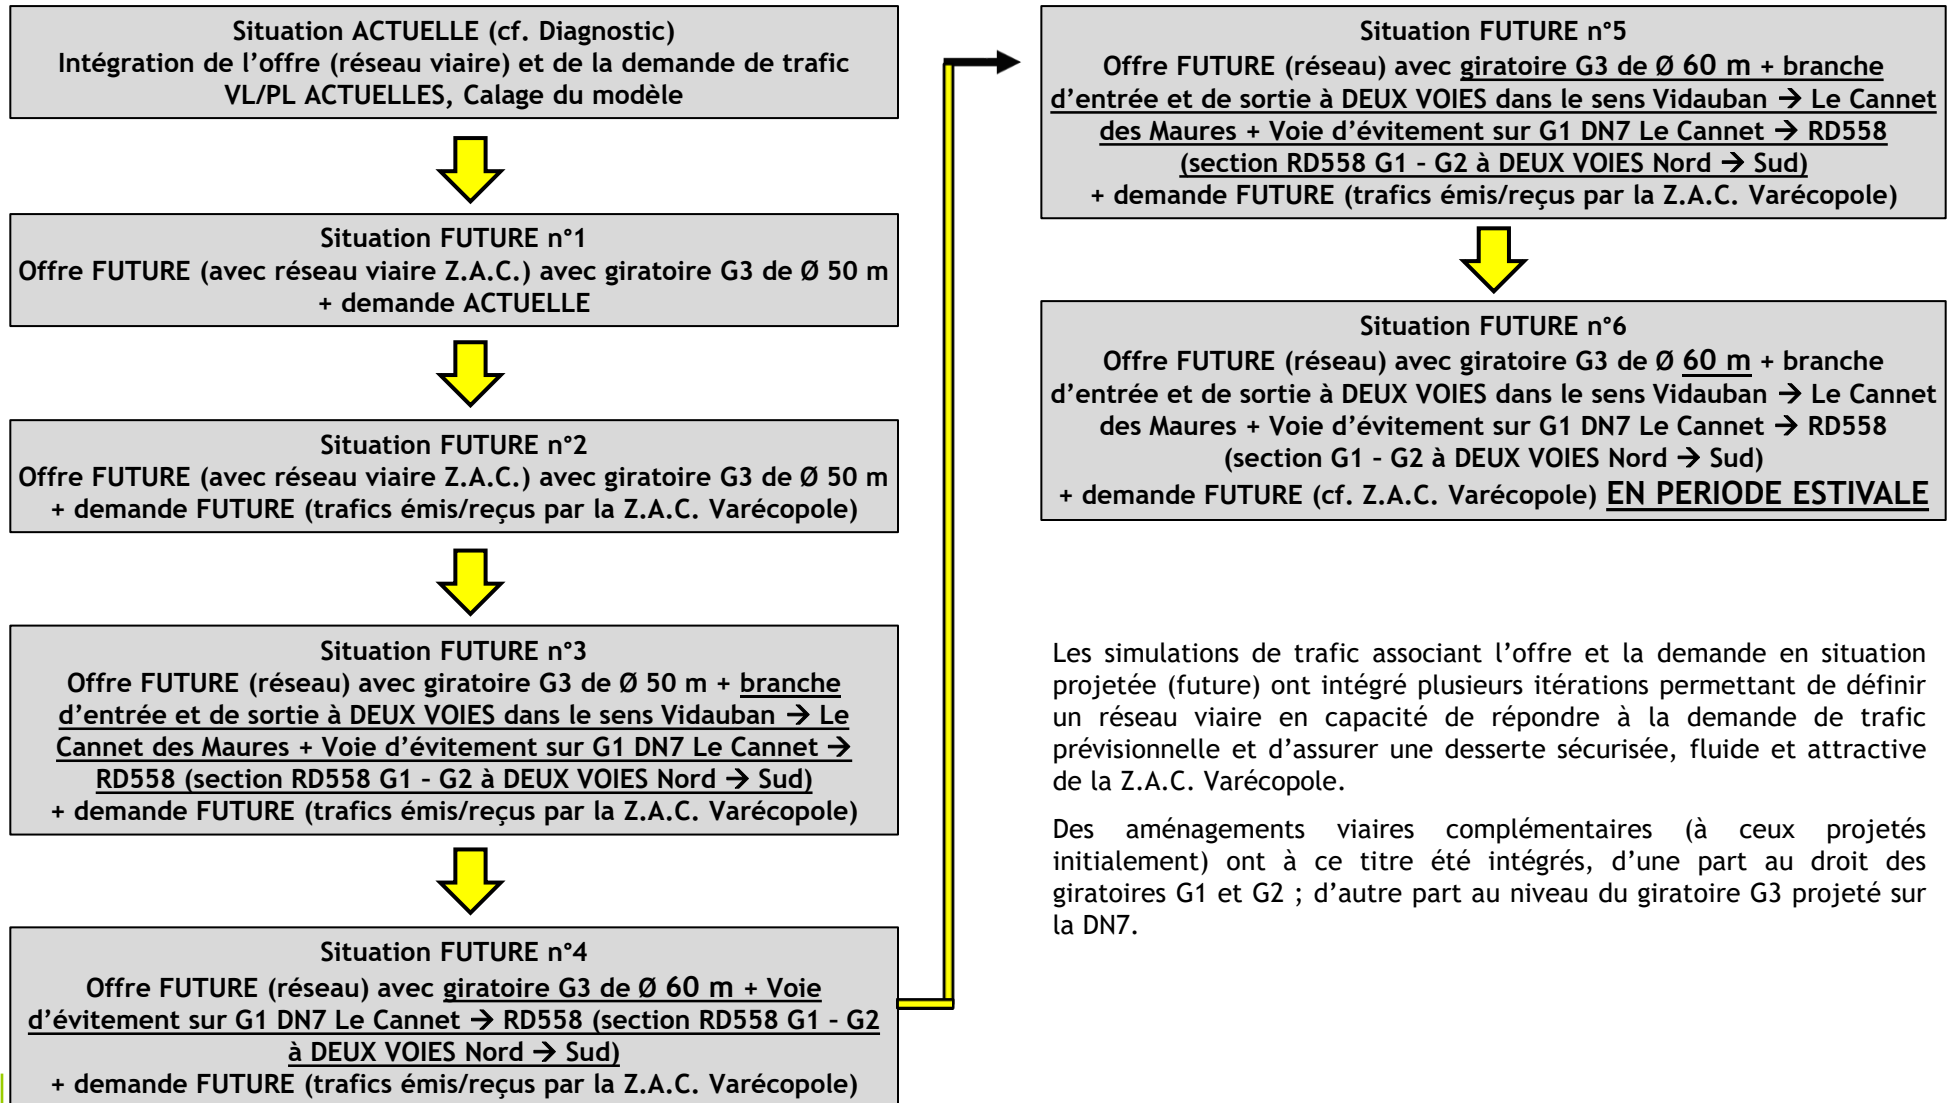 Situation ACTUELLE (cf. Diagnostic)
Intégration de l’offre (réseau viaire) et de la demande de trafic
VL/PL ACTUELLES, Calage du modèle
Situation FUTURE n°1
Offre FUTURE (avec réseau viaire Z.A.C.) avec giratoire G3 de Ø 50 m
+ demande ACTUELLE
Situation FUTURE n°2
Offre FUTURE (avec réseau viaire Z.A.C.) avec giratoire G3 de Ø 50 m
+ demande FUTURE (trafics émis/reçus par la Z.A.C. Varécopole)
Situation FUTURE n°3
Offre FUTURE (réseau) avec giratoire G3 de Ø 50 m + branche
d’entrée et de sortie à DEUX VOIES dans le sens Vidauban → Le
Cannet des Maures + Voie d’évitement sur G1 DN7 Le Cannet →
RD558 (section RD558 G1 – G2 à DEUX VOIES Nord → Sud)
+ demande FUTURE (trafics émis/reçus par la Z.A.C. Varécopole)
Situation FUTURE n°4
Offre FUTURE (réseau) avec giratoire G3 de Ø 60 m + Voie
d’évitement sur G1 DN7 Le Cannet → RD558 (section RD558 G1 – G2
à DEUX VOIES Nord → Sud)
+ demande FUTURE (trafics émis/reçus par la Z.A.C. Varécopole)
Situation FUTURE n°5
Offre FUTURE (réseau) avec giratoire G3 de Ø 60 m + branche
d’entrée et de sortie à DEUX VOIES dans le sens Vidauban → Le Cannet
des Maures + Voie d’évitement sur G1 DN7 Le Cannet → RD558
(section RD558 G1 – G2 à DEUX VOIES Nord → Sud)
+ demande FUTURE (trafics émis/reçus par la Z.A.C. Varécopole)
Situation FUTURE n°6
Offre FUTURE (réseau) avec giratoire G3 de Ø 60 m + branche
d’entrée et de sortie à DEUX VOIES dans le sens Vidauban → Le Cannet
des Maures + Voie d’évitement sur G1 DN7 Le Cannet → RD558
(section G1 – G2 à DEUX VOIES Nord → Sud)
+ demande FUTURE (cf. Z.A.C. Varécopole) EN PERIODE ESTIVALE
Les simulations de trafic associant l’offre et la demande en situation
projetée (future) ont intégré plusieurs itérations permettant de définir
un réseau viaire en capacité de répondre à la demande de trafic
prévisionnelle et d’assurer une desserte sécurisée, fluide et attractive
de la Z.A.C. Varécopole.
Des aménagements viaires complémentaires (à ceux projetés
initialement) ont à ce titre été intégrés, d’une part au droit des
giratoires G1 et G2 ; d’autre part au niveau du giratoire G3 projeté sur
la DN7.